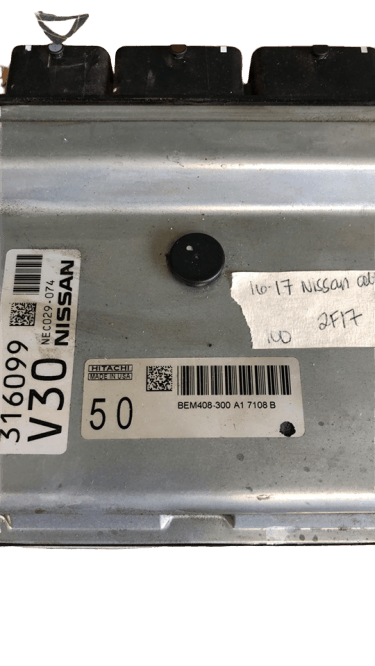 316099
V30
NEC029-074
NISSAN
HITACHI
MADE IN USA
50
BEM408-300 A1 7108 B
16-17 Nissan
2F17